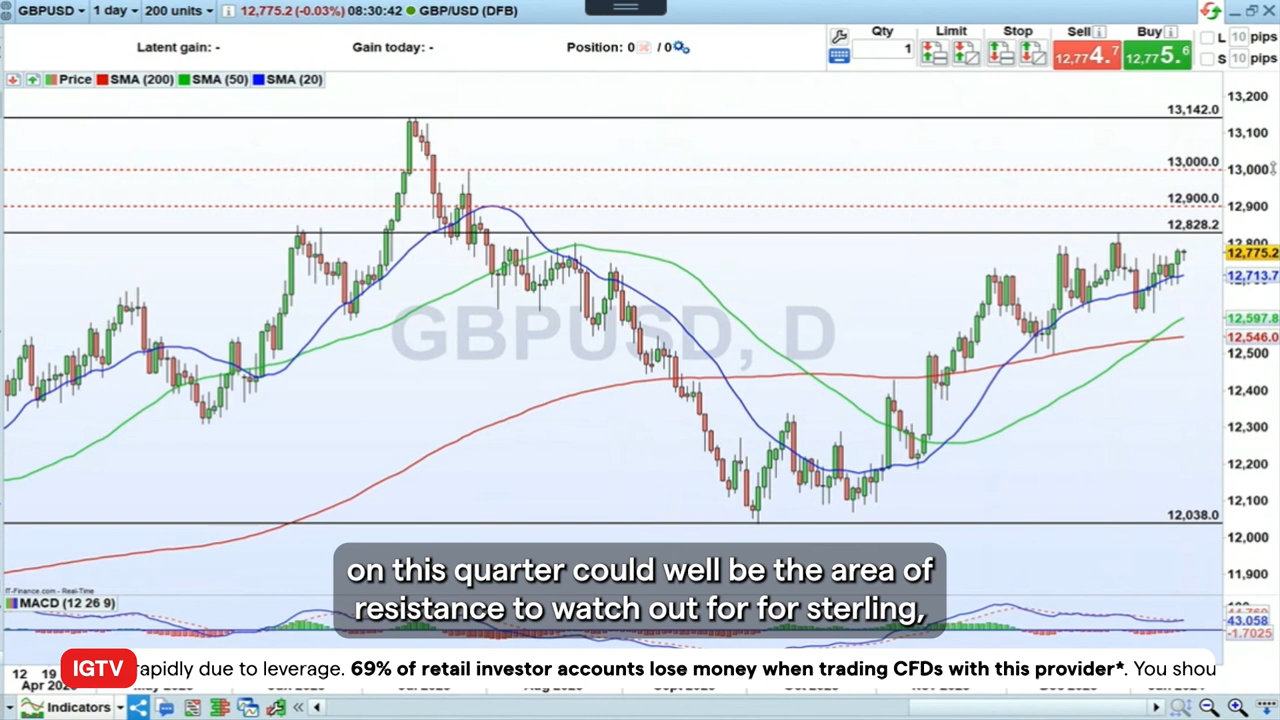 GBPUSD 1 day 200 units 12,775.2 (-0.03%) 08:30:42 GBP/USD (DFB)
Latent gain: - Gain today: - Position: 0 / 0
Qty Limit Stop Sell Buy
1 12,774.7 12,775.6
L 10 pips
S 10 pips
Price SMA (200) SMA (50) SMA (20)
13,200
13,142.0
13,100
13,000.0 13,000
12,900.0 12,900
12,828.2
12,800
12,775.2
12,713.7
12,597.8
12,546.0
12,500
12,400
12,300
12,200
12,100
12,038.0
12,000
11,900
GBPUSD, D
IT-Finance.com - Real-Time
MACD (12 26 9)
43.058
-1.7025
on this quarter could well be the area of
resistance to watch out for for sterling,
IGTV rapidly due to leverage. 69% of retail investor accounts lose money when trading CFDs with this provider*. You shou
12 19
Indicators